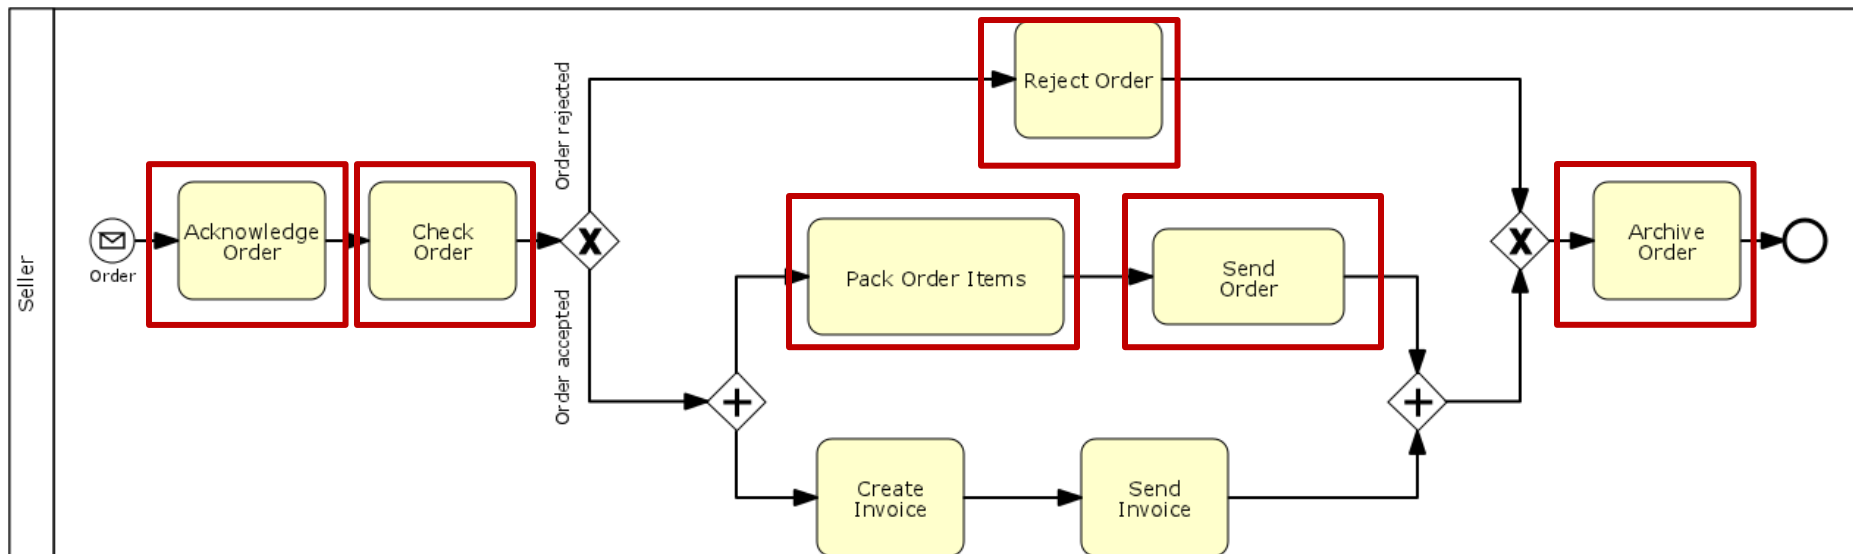 Seller
Order
Acknowledge
Order
Check
Order
Order rejected
Order accepted
Reject Order
Pack Order Items
Send
Order
Create
Invoice
Send
Invoice
Archive
Order